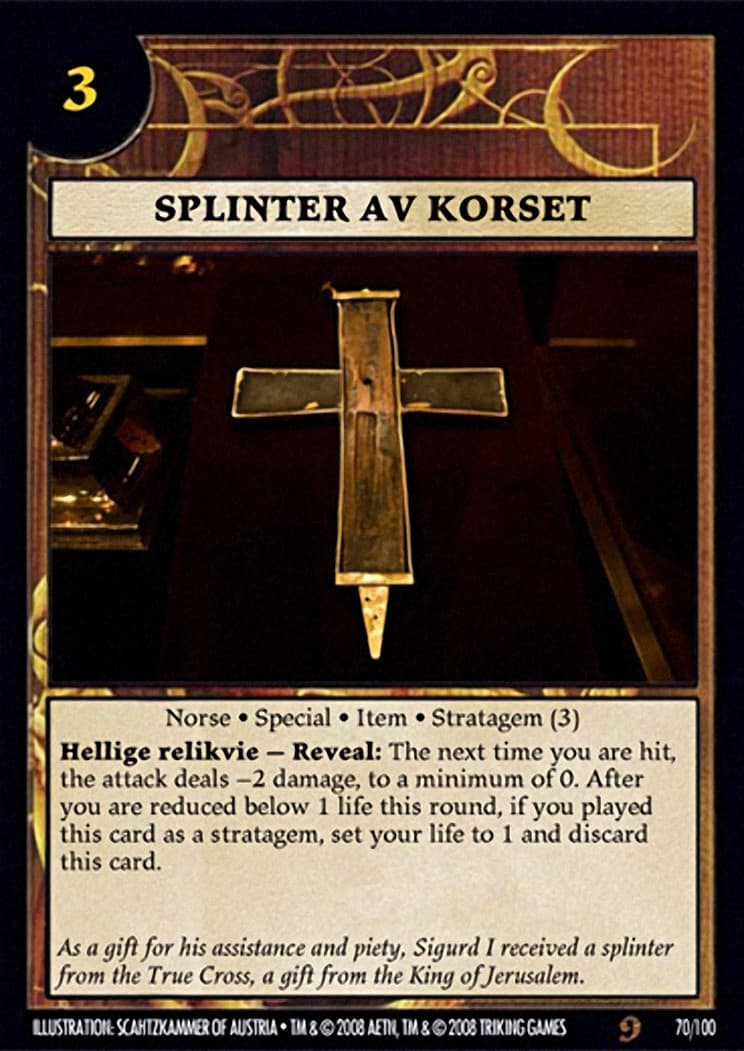 3
SPLINTER AV KORSET
Norse • Special • Item • Stratagem (3)
Hellige relikvie – Reveal: The next time you are hit,
the attack deals –2 damage, to a minimum of 0. After
you are reduced below 1 life this round, if you played
this card as a stratagem, set your life to 1 and discard
this card.
As a gift for his assistance and piety, Sigurd I received a splinter
from the True Cross, a gift from the King of Jerusalem.
ILLUSTRATION: SCAHTZKAMMER OF AUSTRIA • TM & © 2008 AETN, TM & © 2008 TRIKING GAMES 70/100